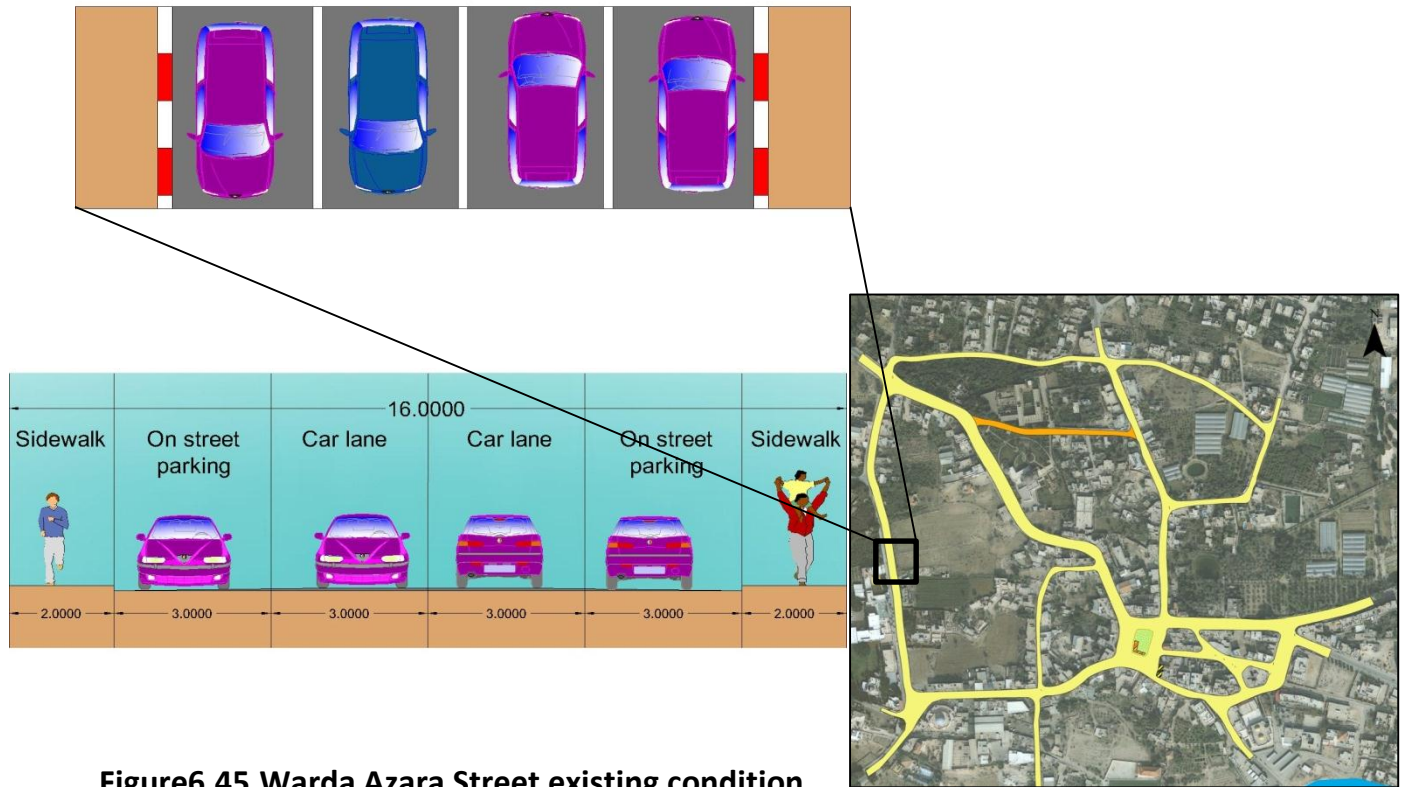 16.0000
Sidewalk
On street
parking
Car lane
Car lane
On street
parking
Sidewalk
2.0000
3.0000
3.0000
3.0000
3.0000
2.0000
N
Figure6.45 Warda Azara Street existing condition